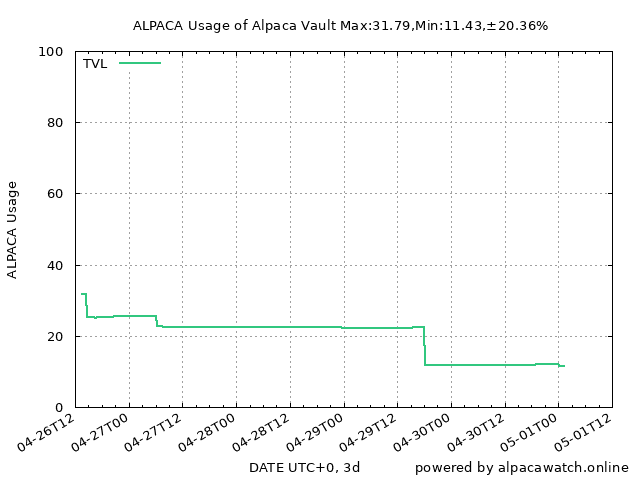 ALPACA Usage of Alpaca Vault Max:31.79,Min:11.43,±20.36%
TVL
100
80
60
40
20
0
ALPACA Usage
04-26T12
04-27T00
04-27T12
04-28T00
04-28T12
04-29T00
04-29T12
04-30T00
04-30T12
05-01T00
05-01T12
DATE UTC+0, 3d
powered by alpacawatch.online